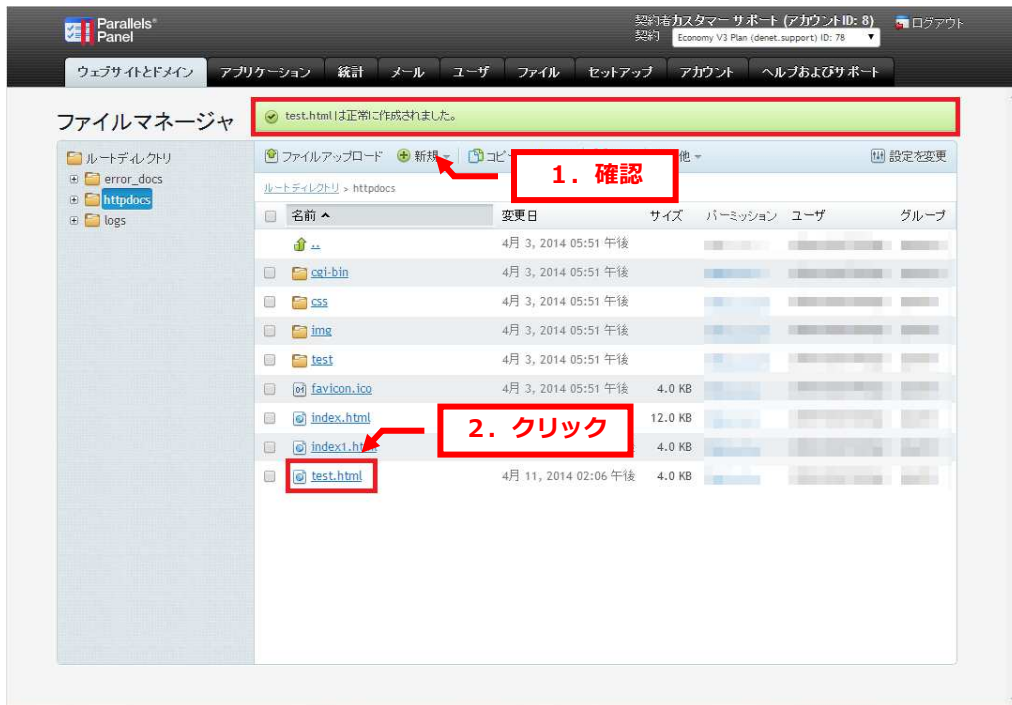 Parallels®
Panel
契約者カスタマー サポート (アカウント ID: 8)
契約 Economy V3 Plan (denet.support) ID: 78
ログアウト
ウェブサイトとドメイン アプリケーション 統計 メール ユーザ ファイル セットアップ アカウント ヘルプおよびサポート
ファイルマネージャ
test.htmlは正常に作成されました。
ルートディレクトリ
error_docs
httpdocs
logs
ファイルアップロード 新規 コピ 他 設定を変更
1. 確認
ルートディレクトリ > httpdocs
名前 変更日 サイズ パーミッション ユーザ グループ
.. 4月 3, 2014 05:51 午後
cgi-bin 4月 3, 2014 05:51 午後
css 4月 3, 2014 05:51 午後
img 4月 3, 2014 05:51 午後
test 4月 3, 2014 05:51 午後
favicon.ico 4月 3, 2014 05:51 午後 4.0 KB
index.html 12.0 KB
2. クリック
index1.ht 4.0 KB
test.html 4月 11, 2014 02:06 午後 4.0 KB